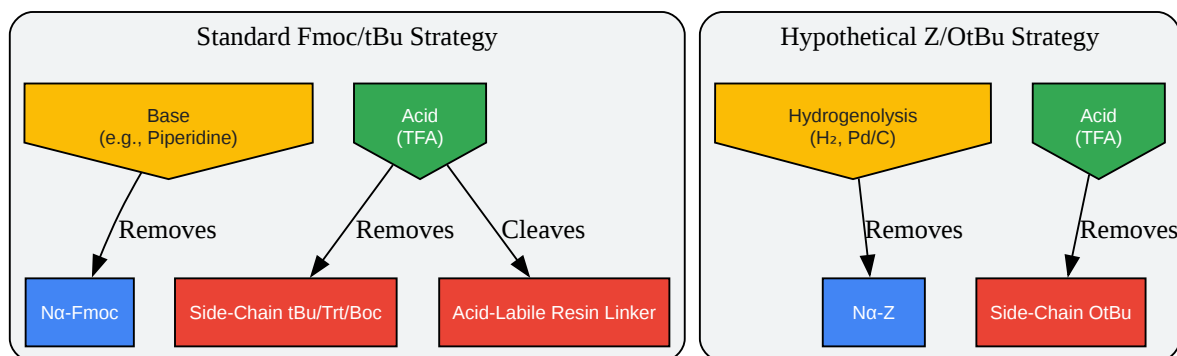 Standard Fmoc/tBu Strategy
Base
(e.g., Piperidine)
Acid
(TFA)
Removes
Removes
Cleaves
Nα-Fmoc
Side-Chain tBu/Trt/Boc
Acid-Labile Resin Linker
Hypothetical Z/OtBu Strategy
Hydrogenolysis
(H₂, Pd/C)
Acid
(TFA)
Removes
Removes
Nα-Z
Side-Chain OtBu